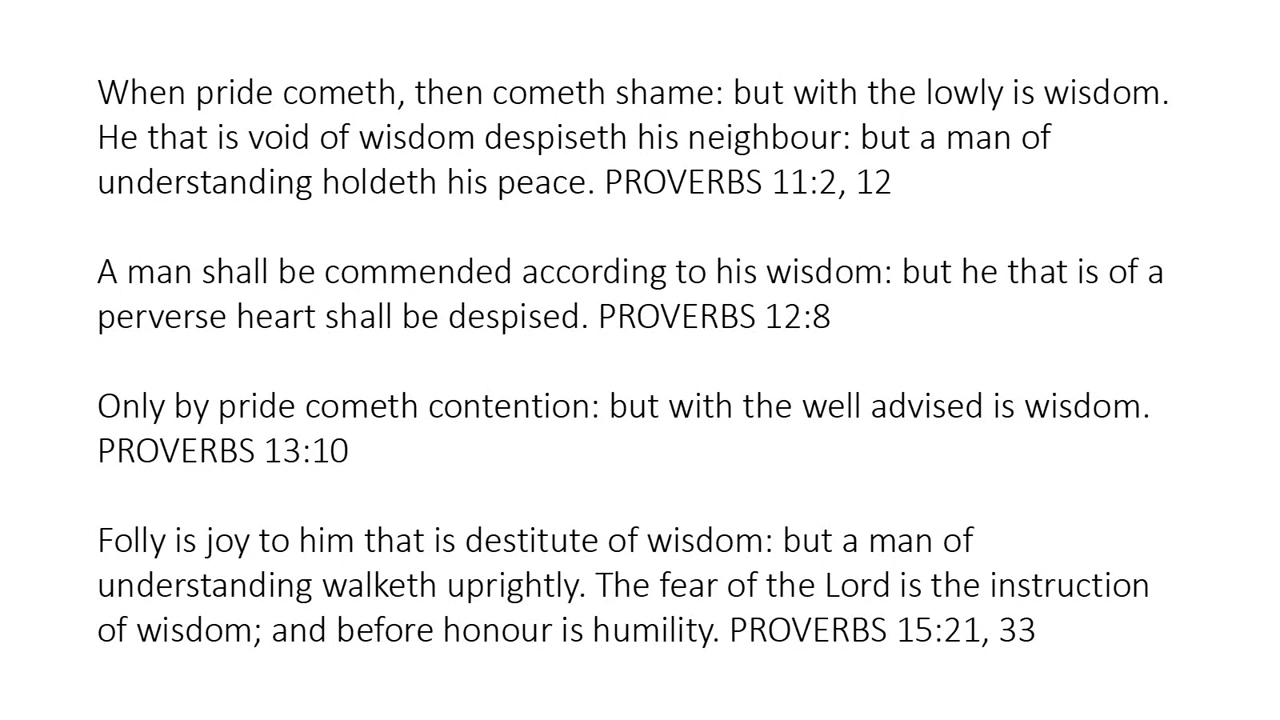 When pride cometh, then cometh shame: but with the lowly is wisdom.
He that is void of wisdom despiseth his neighbour: but a man of
understanding holdeth his peace. PROVERBS 11:2, 12
A man shall be commended according to his wisdom: but he that is of a
perverse heart shall be despised. PROVERBS 12:8
Only by pride cometh contention: but with the well advised is wisdom.
PROVERBS 13:10
Folly is joy to him that is destitute of wisdom: but a man of
understanding walketh uprightly. The fear of the Lord is the instruction
of wisdom; and before honour is humility. PROVERBS 15:21, 33